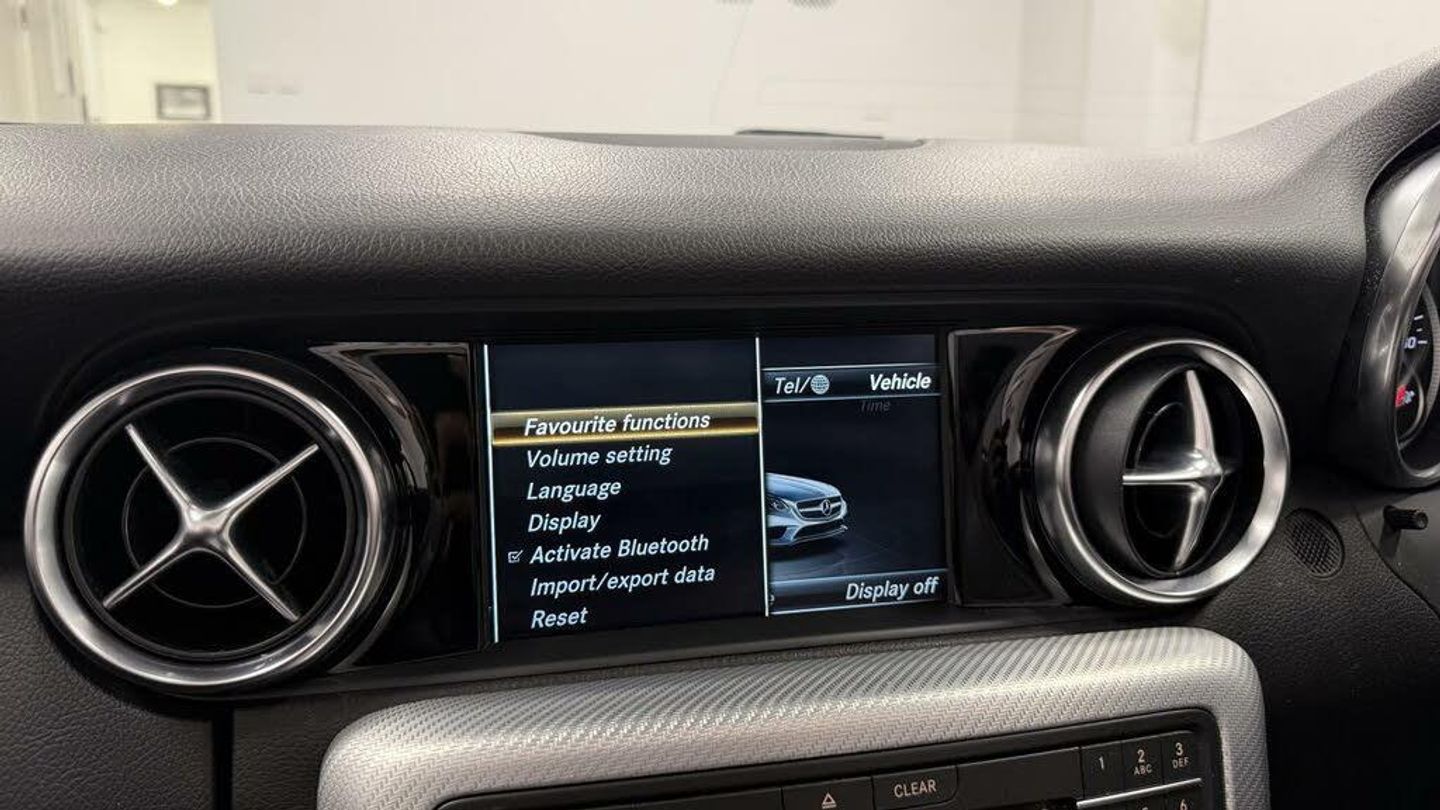 Tel/ Vehicle
Time
Favourite functions
Volume setting
Language
Display
Activate Bluetooth
Import/export data
Reset
Display off
CLEAR
1
2 ABC
3 DEF
6